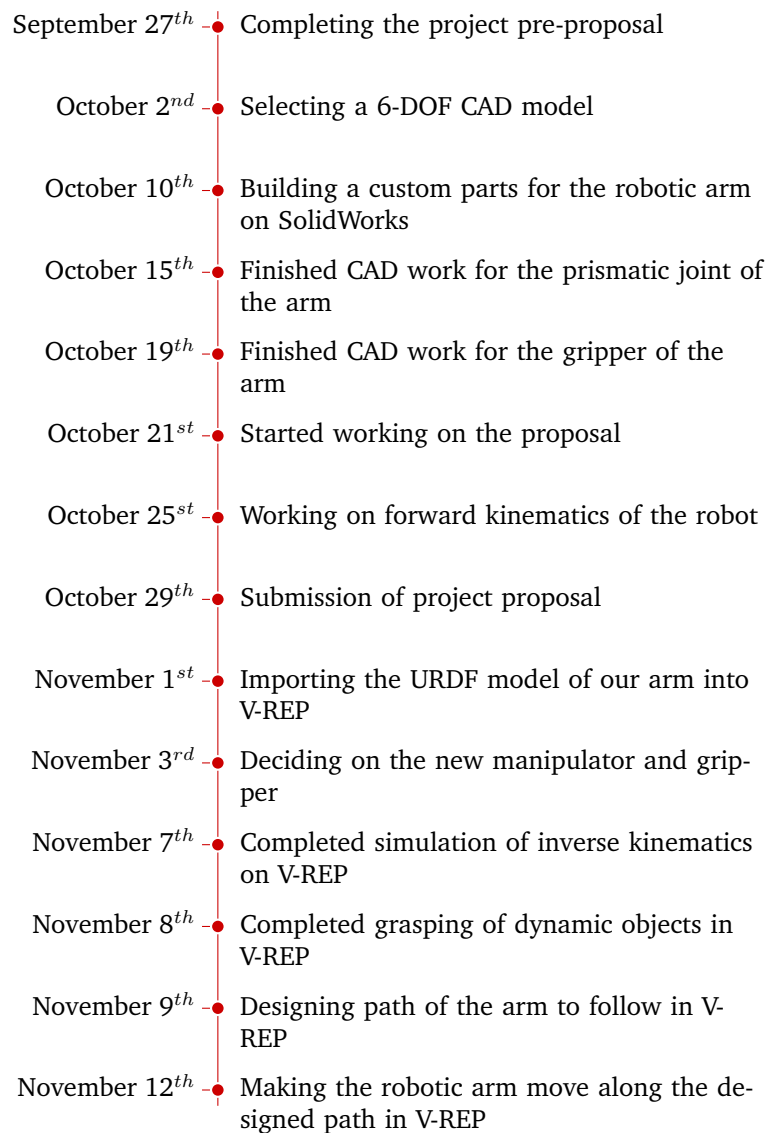 September 27th Completing the project pre-proposal
October 2nd Selecting a 6-DOF CAD model
October 10th Building a custom parts for the robotic arm
on SolidWorks
October 15th Finished CAD work for the prismatic joint of
the arm
October 19th Finished CAD work for the gripper of the
arm
October 21st Started working on the proposal
October 25st Working on forward kinematics of the robot
October 29th Submission of project proposal
November 1st Importing the URDF model of our arm into
V-REP
November 3rd Deciding on the new manipulator and grip-
per
November 7th Completed simulation of inverse kinematics
on V-REP
November 8th Completed grasping of dynamic objects in
V-REP
November 9th Designing path of the arm to follow in V-
REP
November 12th Making the robotic arm move along the de-
signed path in V-REP